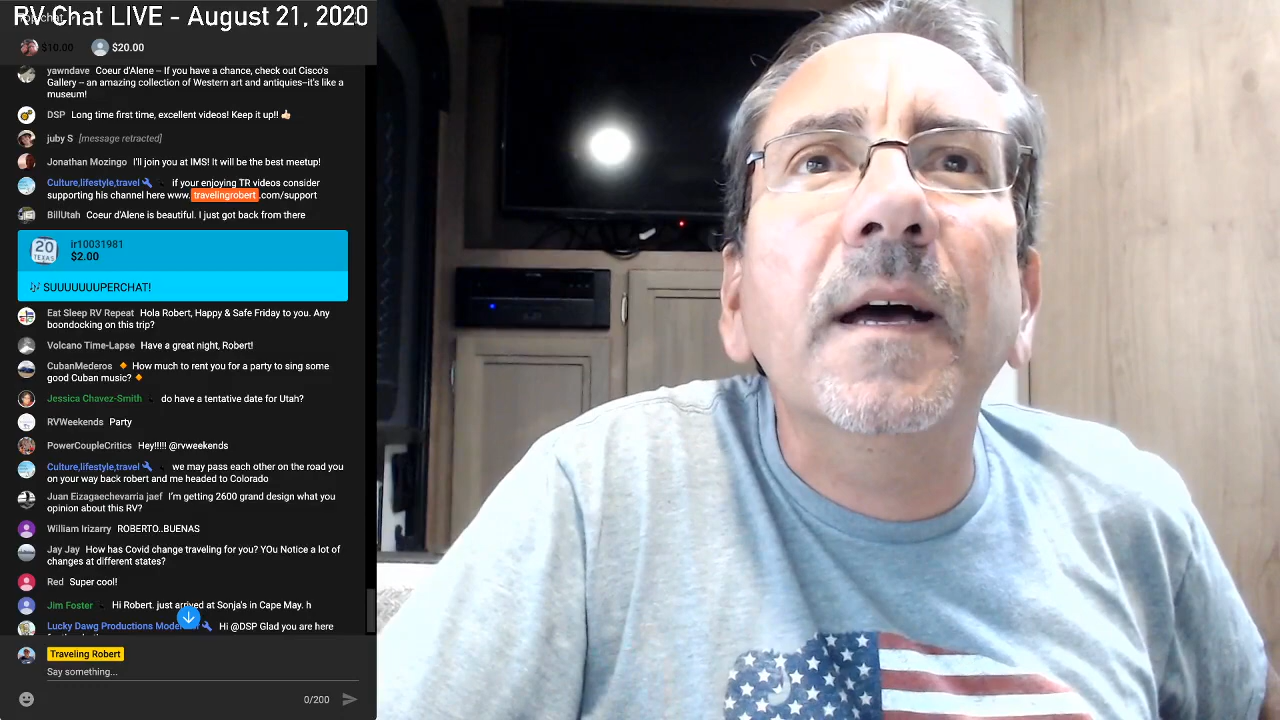 RV Chat LIVE - August 21, 2020
$10.00
$20.00
yawndave Coeur d'Alene -- If you have a chance, check out Cisco's
Gallery -- an amazing collection of Western art and antiquies--it's like a
museum!
DSP Long time first time, excellent videos! Keep it up!! 👍
juby S [message retracted]
Jonathan Mozingo I'll join you at IMS! It will be the best meetup!
Culture,lifestyle,travel if your enjoying TR videos consider
supporting his channel here www.travelingrobert.com/support
BillUtah Coeur d'Alene is beautiful. I just got back from there
20
TEXAS
ir10031981
$2.00
🎶 SUUUUUUUPERCHAT!
Eat Sleep RV Repeat Hola Robert, Happy & Safe Friday to you. Any
boondocking on this trip?
Volcano Time-Lapse Have a great night, Robert!
CubanMederos 🔸 How much to rent you for a party to sing some
good Cuban music? 🔸
Jessica Chavez-Smith do have a tentative date for Utah?
RVWeekends Party
PowerCoupleCritics Hey!!!!! @rvweekends
Culture,lifestyle,travel we may pass each other on the road you
on your way back robert and me headed to Colorado
Juan Eizagaechevarria jaef I'm getting 2600 grand design what you
opinion about this RV?
William Irizarry ROBERTO..BUENAS
Jay Jay How has Covid change traveling for you? YOu Notice a lot of
changes at different states?
Red Super cool!
Jim Foster Hi Robert. just arrived at Sonja's in Cape May. h
Lucky Dawg Productions Hi @DSP Glad you are here
Traveling Robert
Say something...
0/200